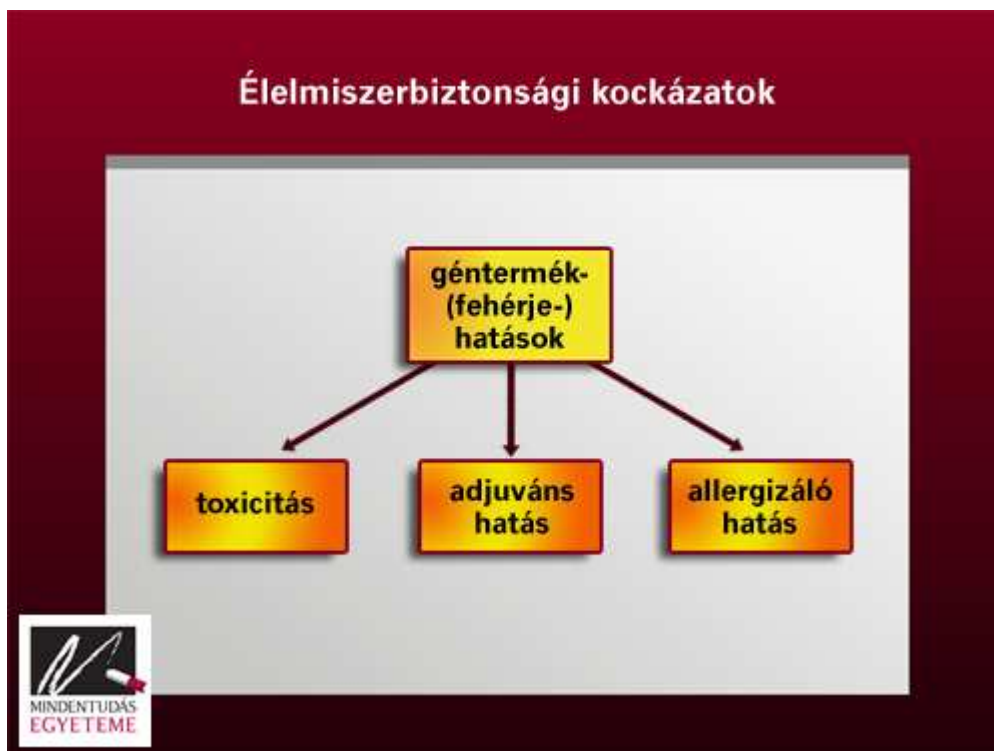 Élelmiszerbiztonsági kockázatok
géntermék-
(fehérje-)
hatások
toxicitás
adjuváns
hatás
allergizáló
hatás
MINDENTUDÁS
EGYETEME